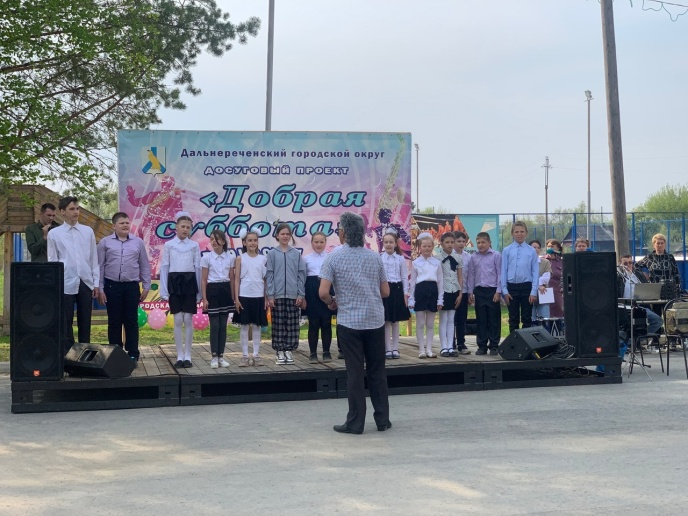 Дальнереченский городской округ
ДОСУГОВЫЙ ПРОЕКТ
«Добрая
суббота»